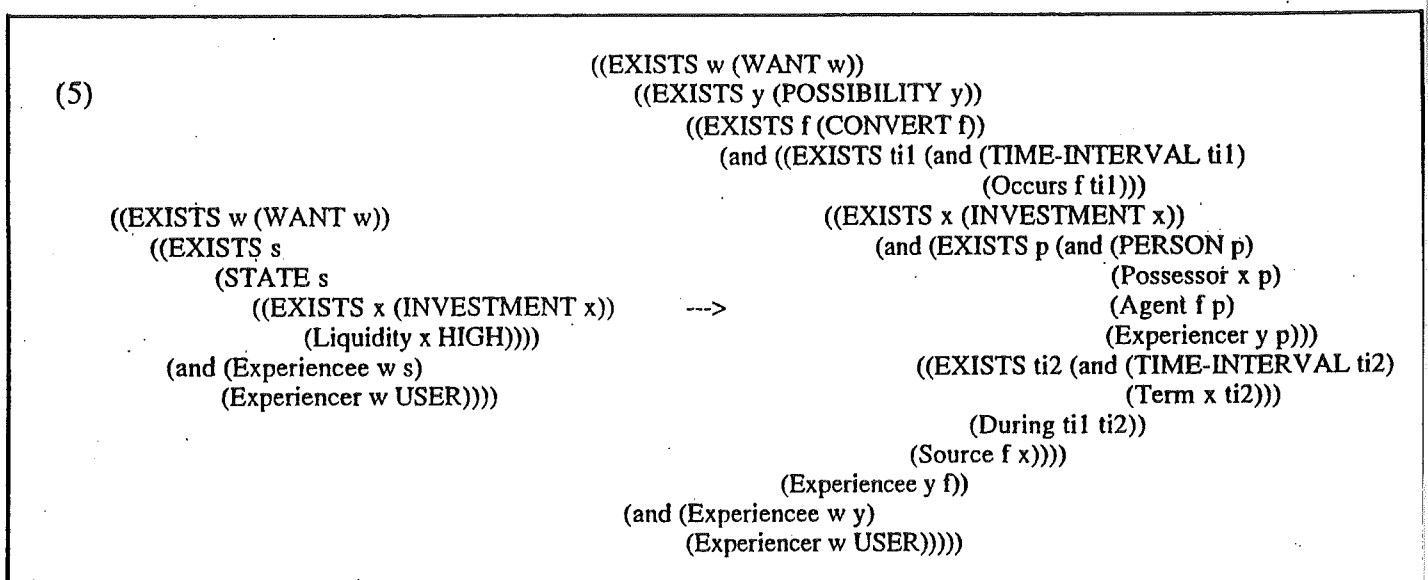 (5)
((EXISTS w (WANT w))
((EXISTS s
(STATE s
((EXISTS x (INVESTMENT x))
(Liquidity x HIGH))))
(and (Experiencee w s)
(Experiencer w USER))))
--->
((EXISTS w (WANT w))
((EXISTS y (POSSIBILITY y))
((EXISTS f (CONVERT f))
(and ((EXISTS ti1 (and (TIME-INTERVAL ti1)
(Occurs f ti1)))
((EXISTS x (INVESTMENT x))
(and (EXISTS p (and (PERSON p)
(Possessor x p)
(Agent f p)
(Experiencer y p)))
((EXISTS ti2 (and (TIME-INTERVAL ti2)
(Term x ti2)))
(During ti1 ti2))
(Source f x))))
(Experiencee y f))
(and (Experiencee w y)
(Experiencer w USER)))))